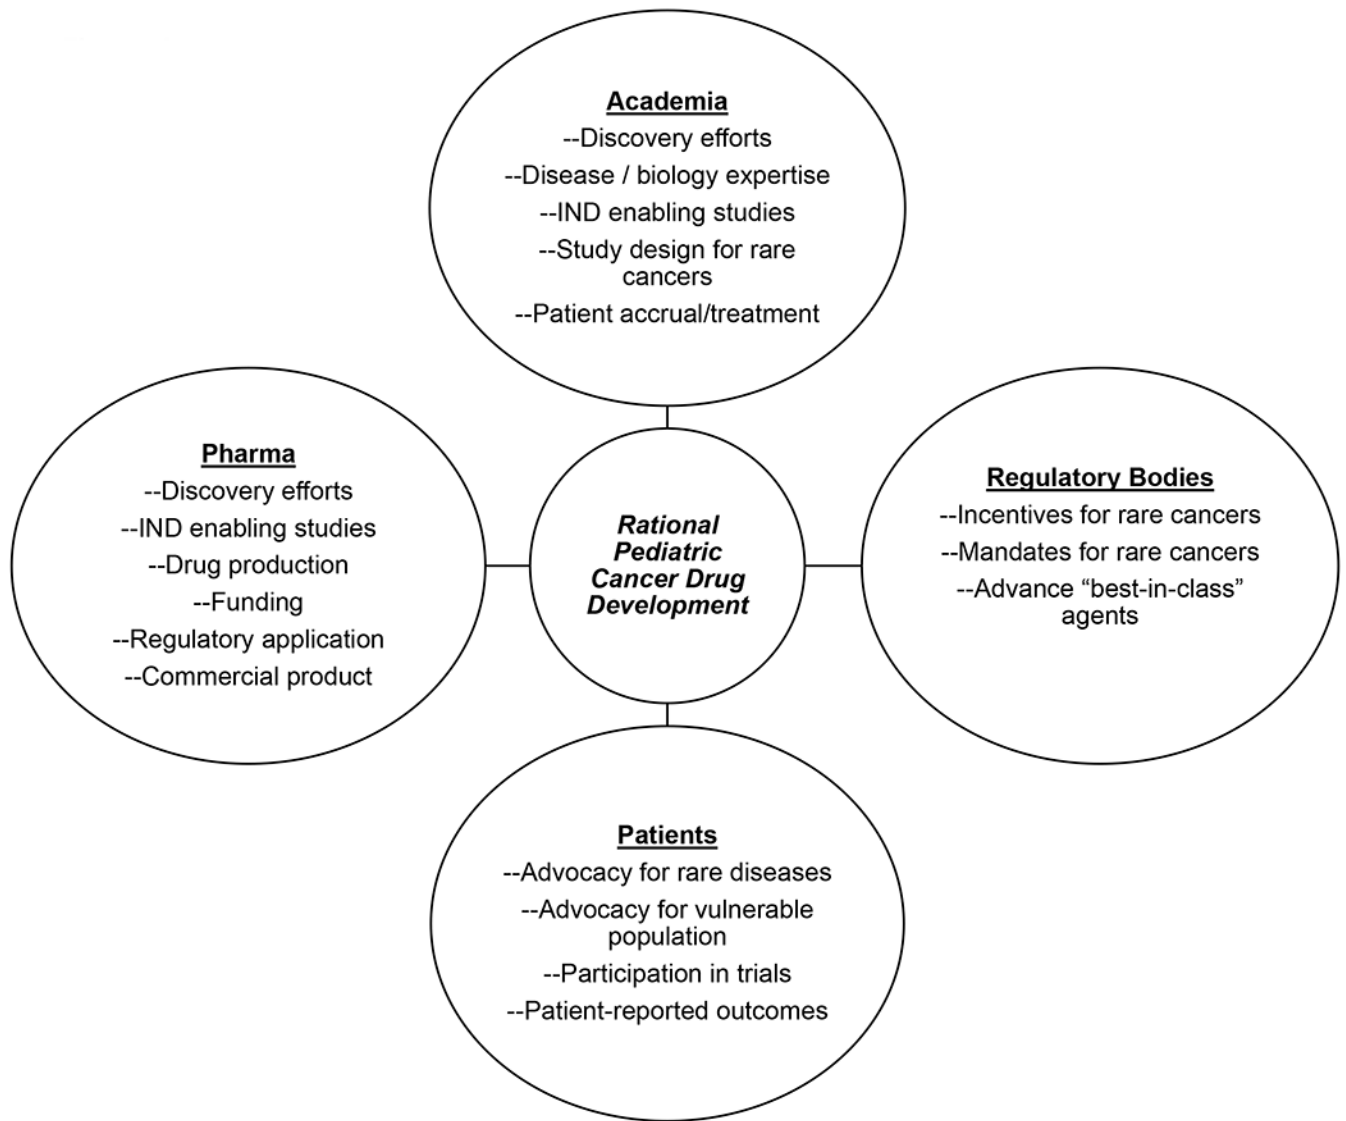 Academia
--Discovery efforts
--Disease / biology expertise
--IND enabling studies
--Study design for rare
cancers
--Patient accrual/treatment
Pharma
--Discovery efforts
--IND enabling studies
--Drug production
--Funding
--Regulatory application
--Commercial product
Rational
Pediatric
Cancer Drug
Development
Regulatory Bodies
--Incentives for rare cancers
--Mandates for rare cancers
--Advance “best-in-class”
agents
Patients
--Advocacy for rare diseases
--Advocacy for vulnerable
population
--Participation in trials
--Patient-reported outcomes